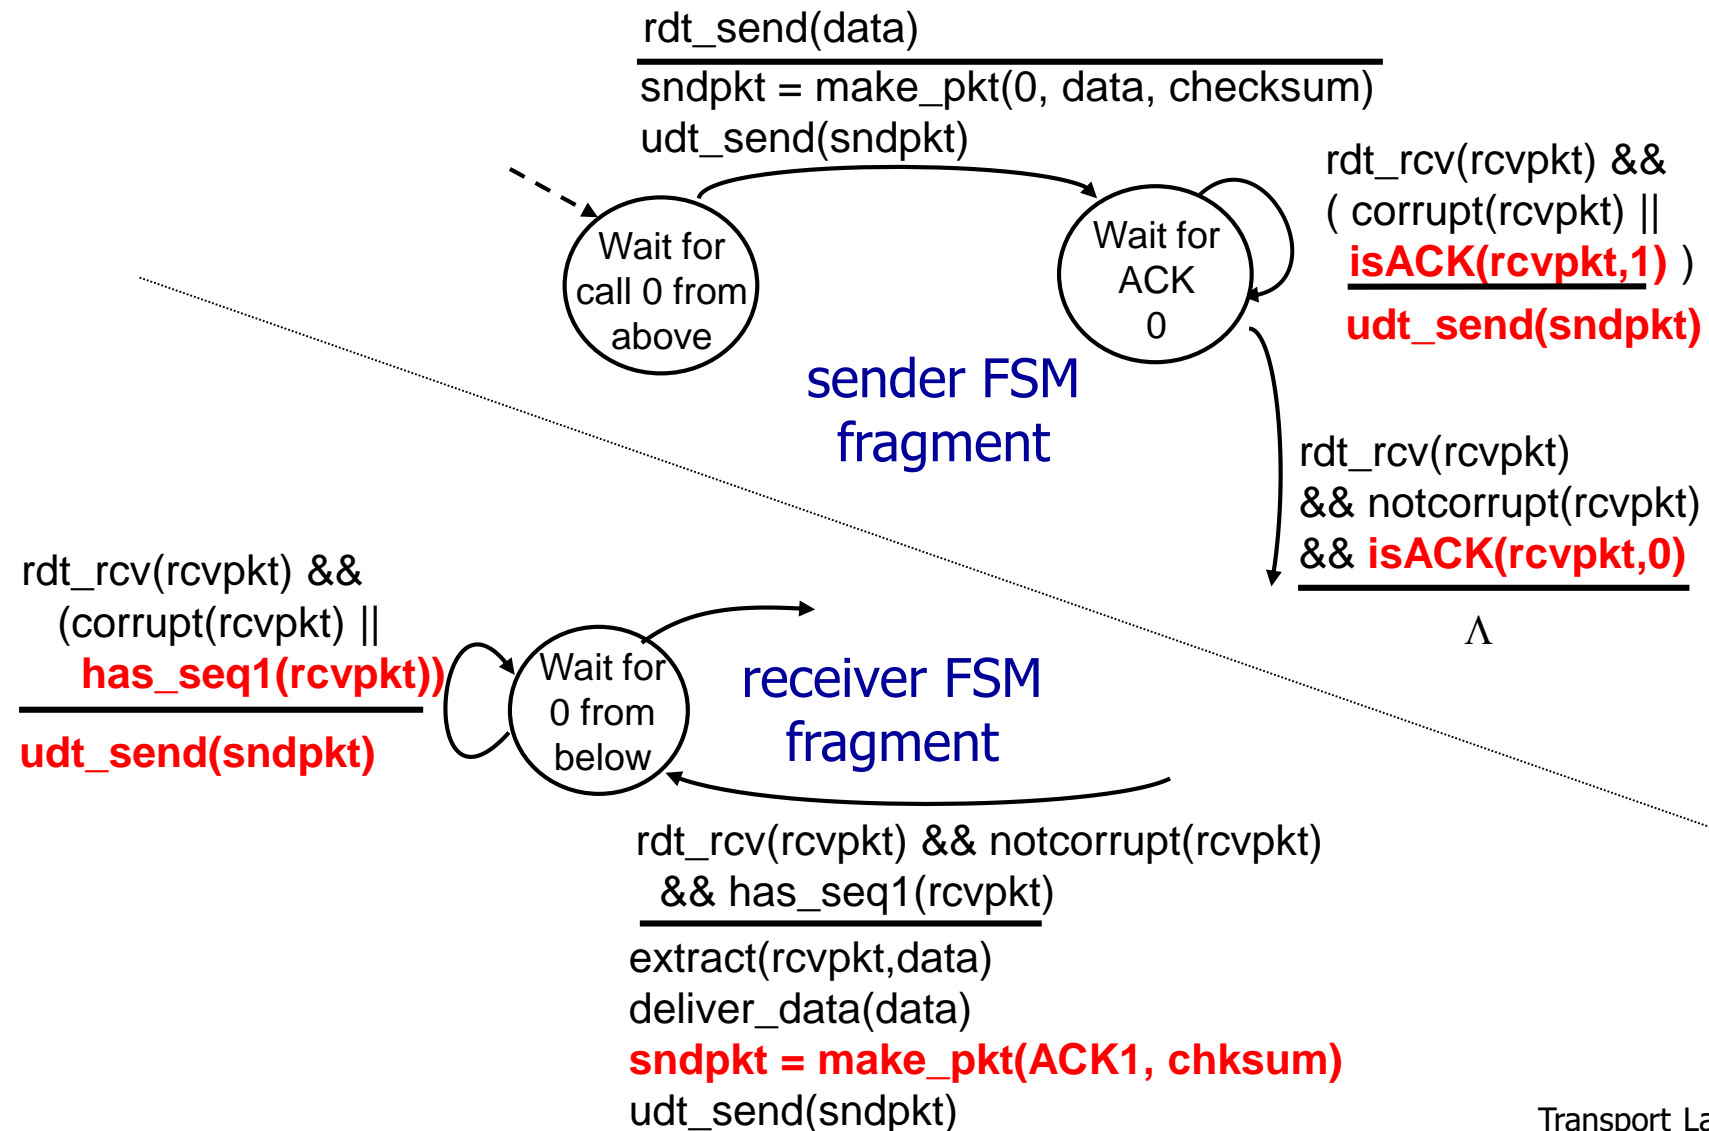 rdt_send(data)
sndpkt = make_pkt(0, data, checksum)
udt_send(sndpkt)
rdt_rcv(rcvpkt) &&
( corrupt(rcvpkt) ||
isACK(rcvpkt,1) )
udt_send(sndpkt)
Wait for
call 0 from
above
Wait for
ACK
0
sender FSM
fragment
rdt_rcv(rcvpkt)
&& notcorrupt(rcvpkt)
&& isACK(rcvpkt,0)
Λ
rdt_rcv(rcvpkt) &&
(corrupt(rcvpkt) ||
has_seq1(rcvpkt))
udt_send(sndpkt)
Wait for
0 from
below
receiver FSM
fragment
rdt_rcv(rcvpkt) && notcorrupt(rcvpkt)
&& has_seq1(rcvpkt)
extract(rcvpkt,data)
deliver_data(data)
sndpkt = make_pkt(ACK1, chksum)
udt_send(sndpkt)
Transport La